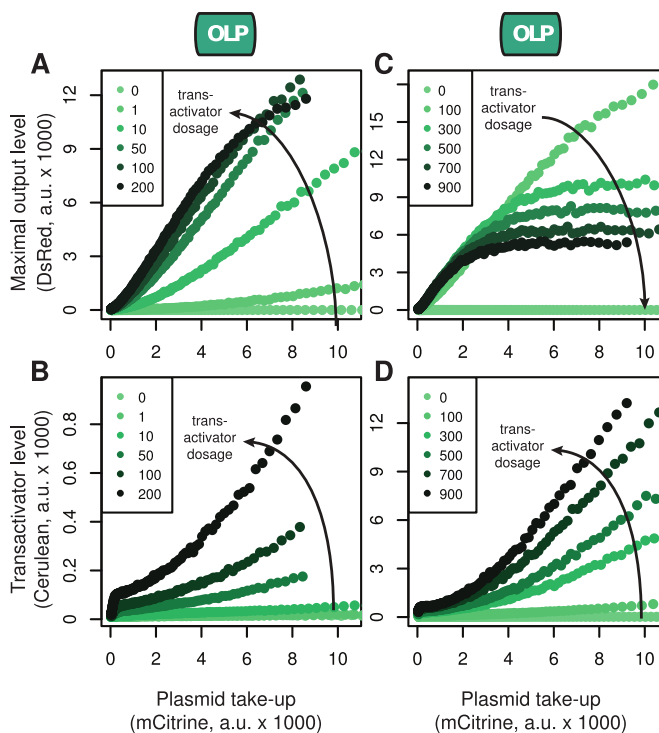 OLP
OLP
A
Maximal output level
(DsRed, a.u. x 1000)
0
3
6
9
12
0
1
10
50
100
200
trans-
activator
dosage
0
2
4
6
8
10
C
0
3
6
9
12
15
0
100
300
500
700
900
trans-
activator
dosage
0
2
4
6
8
10
B
Transactivator level
(Cerulean, a.u. x 1000)
0
0.2
0.4
0.6
0.8
0
1
10
50
100
200
trans-
activator
dosage
0
2
4
6
8
10
Plasmid take-up
(mCitrine, a.u. x 1000)
D
0
3
6
9
12
0
100
300
500
700
900
trans-
activator
dosage
0
2
4
6
8
10
Plasmid take-up
(mCitrine, a.u. x 1000)